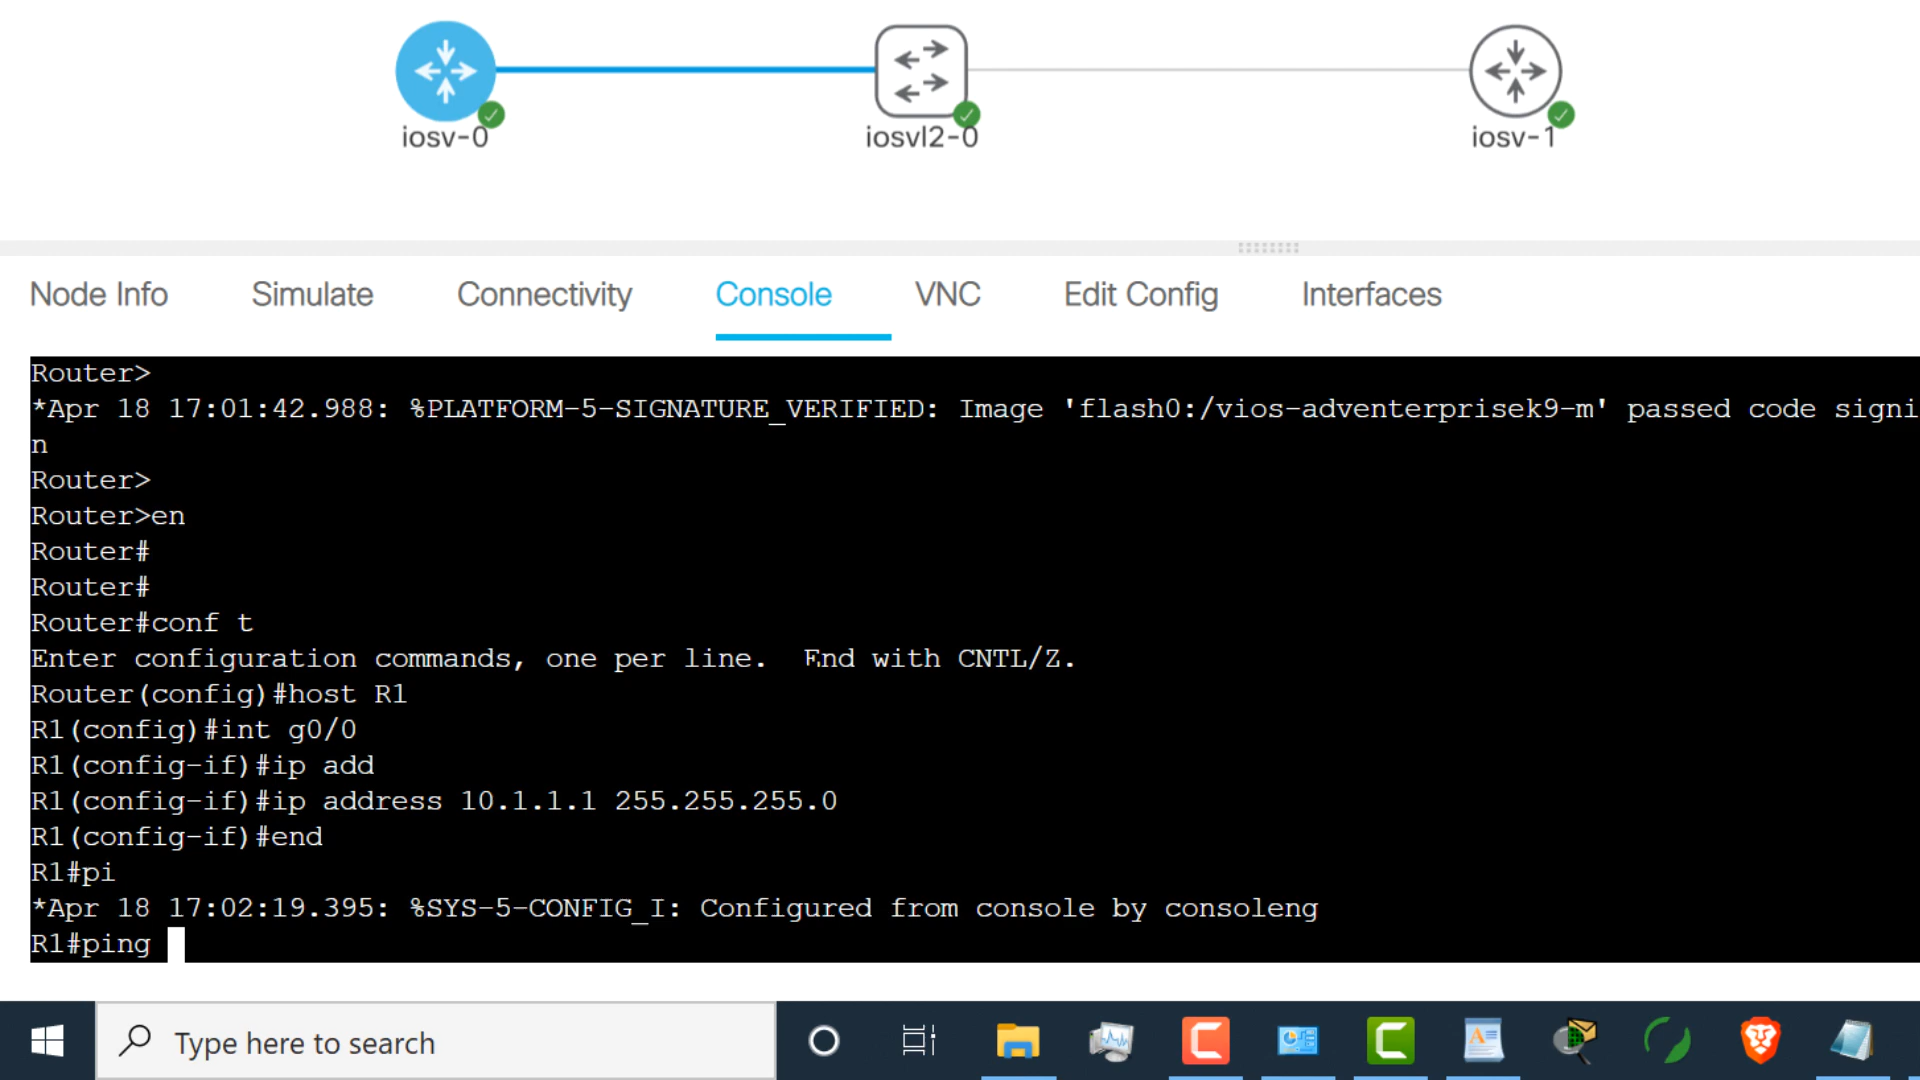 iosv-0
iosvl2-0
iosv-1
Node Info
Simulate
Connectivity
Console
VNC
Edit Config
Interfaces
Router>
*Apr 18 17:01:42.988: %PLATFORM-5-SIGNATURE_VERIFIED: Image 'flash0:/vios-adventerprisek9-m' passed code signi
n
Router>
Router>en
Router#
Router#
Router#conf t
Enter configuration commands, one per line.  End with CNTL/Z.
Router(config)#host R1
R1(config)#int g0/0
R1(config-if)#ip add
R1(config-if)#ip address 10.1.1.1 255.255.255.0
R1(config-if)#end
R1#pi
*Apr 18 17:02:19.395: %SYS-5-CONFIG_I: Configured from console by consoleng
R1#ping
Type here to search